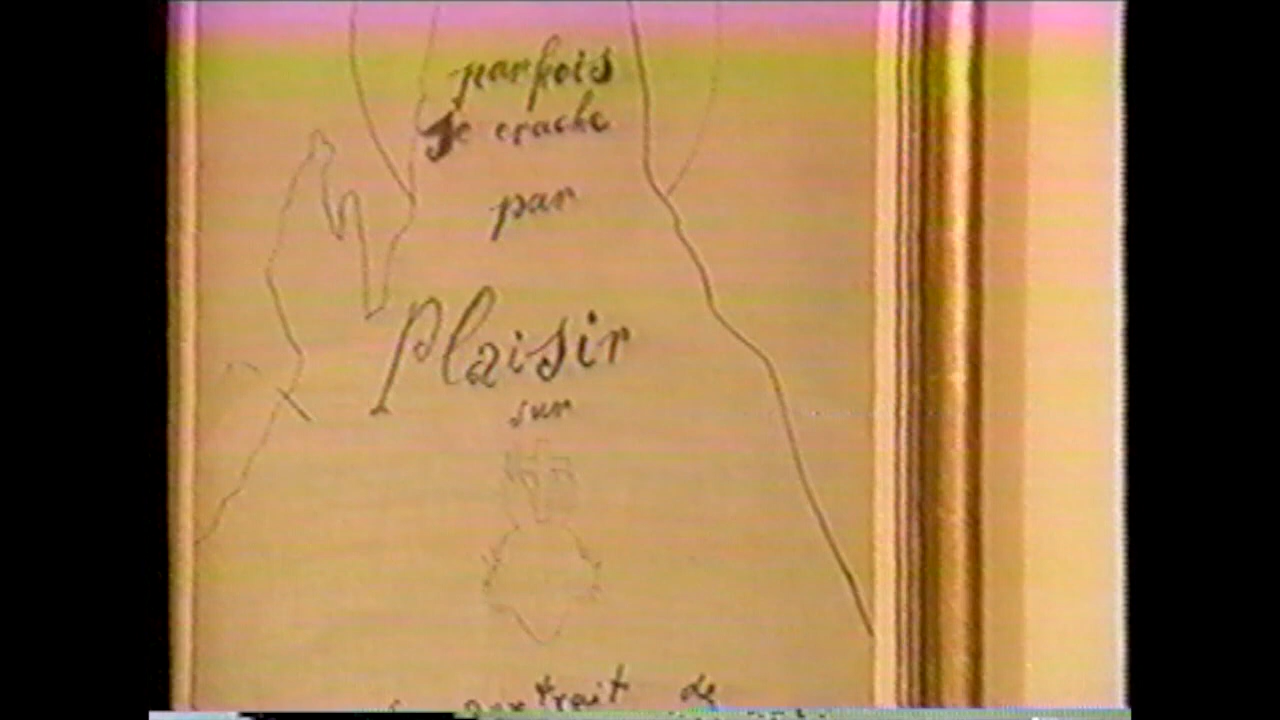 parfois
Je crache
par
Plaisir
sur
portrait de